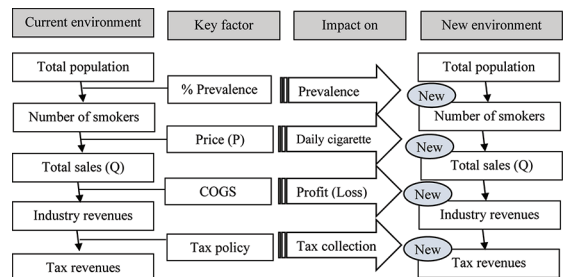 Current environment
Key factor
Impact on
New environment
Total population
Total population
% Prevalence
Prevalence
New
Number of smokers
Number of smokers
Price (P)
Daily cigarette
New
Total sales (Q)
Total sales (Q)
COGS
Profit (Loss)
New
Industry revenues
Industry revenues
Tax policy
Tax collection
New
Tax revenues
Tax revenues